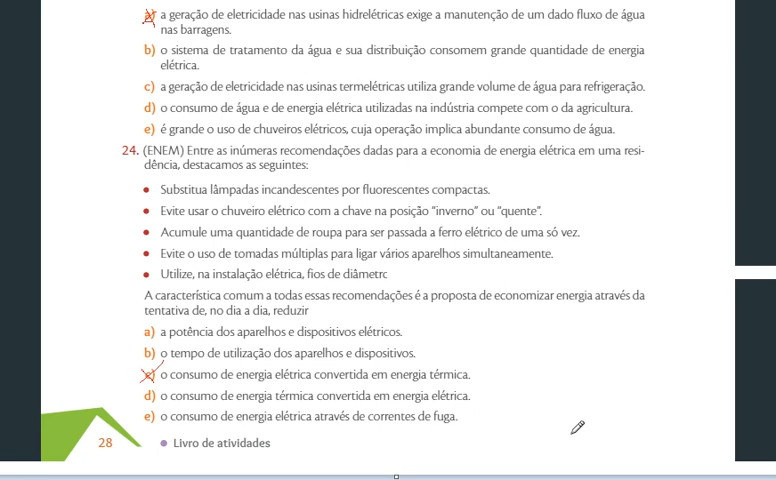 a) a geração de eletricidade nas usinas hidrelétricas exige a manutenção de um dado fluxo de água
nas barragens.
b) o sistema de tratamento da água e sua distribuição consomem grande quantidade de energia
elétrica.
c) a geração de eletricidade nas usinas termelétricas utiliza grande volume de água para refrigeração.
d) o consumo de água e de energia elétrica utilizadas na indústria compete com o da agricultura.
e) é grande o uso de chuveiros elétricos, cuja operação implica abundante consumo de água.
24. (ENEM) Entre as inúmeras recomendações dadas para a economia de energia elétrica em uma resi-
dência, destacamos as seguintes:
• Substitua lâmpadas incandescentes por fluorescentes compactas.
• Evite usar o chuveiro elétrico com a chave na posição “inverno” ou “quente”.
• Acumule uma quantidade de roupa para ser passada a ferro elétrico de uma só vez.
• Evite o uso de tomadas múltiplas para ligar vários aparelhos simultaneamente.
• Utilize, na instalação elétrica, fios de diâmetro
A característica comum a todas essas recomendações é a proposta de economizar energia através da
tentativa de, no dia a dia, reduzir
a) a potência dos aparelhos e dispositivos elétricos.
b) o tempo de utilização dos aparelhos e dispositivos.
c) o consumo de energia elétrica convertida em energia térmica.
d) o consumo de energia térmica convertida em energia elétrica.
e) o consumo de energia elétrica através de correntes de fuga.
28 • Livro de atividades